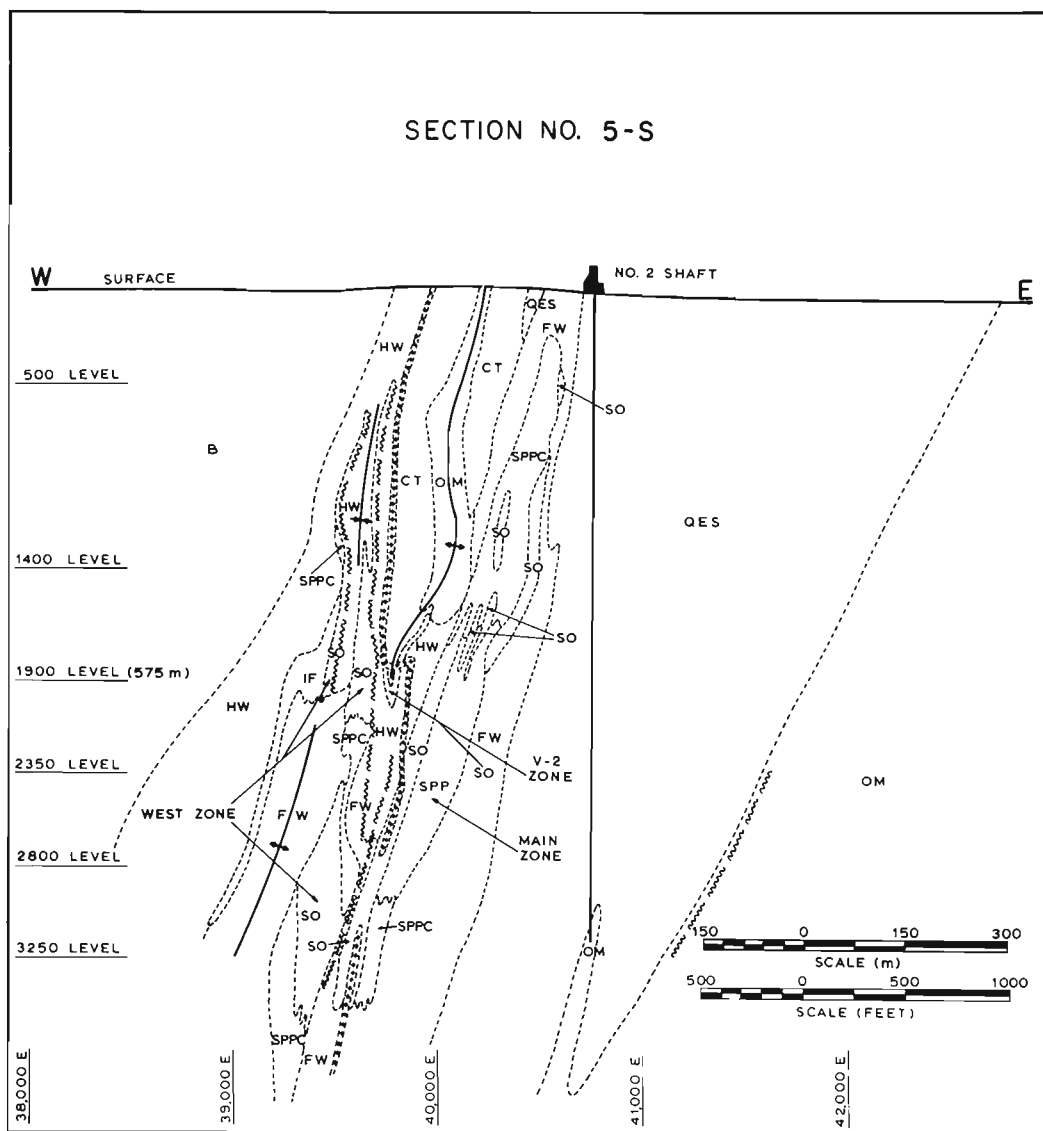 SECTION NO. 5-S
W
SURFACE
NO. 2 SHAFT
E
QES
FW
HW
CT
500 LEVEL
SO
B
SPPC
CT
OM
HW
QES
SO
1400 LEVEL
SPPC
SO
SO
HW
SO
SO
1900 LEVEL (575 m)
IF
HW
HW
FW
SPPC
SO
SO
V-2
ZONE
2350 LEVEL
SPP
OM
WEST ZONE
FW
FW
MAIN
ZONE
2800 LEVEL
SO
SPPC
SO
3250 LEVEL
OM
150 0 150 300
SCALE (m)
500 0 500 1000
SCALE (FEET)
SPPC
FW
38,000 E
39,000 E
40,000 E
41,000 E
42,000 E